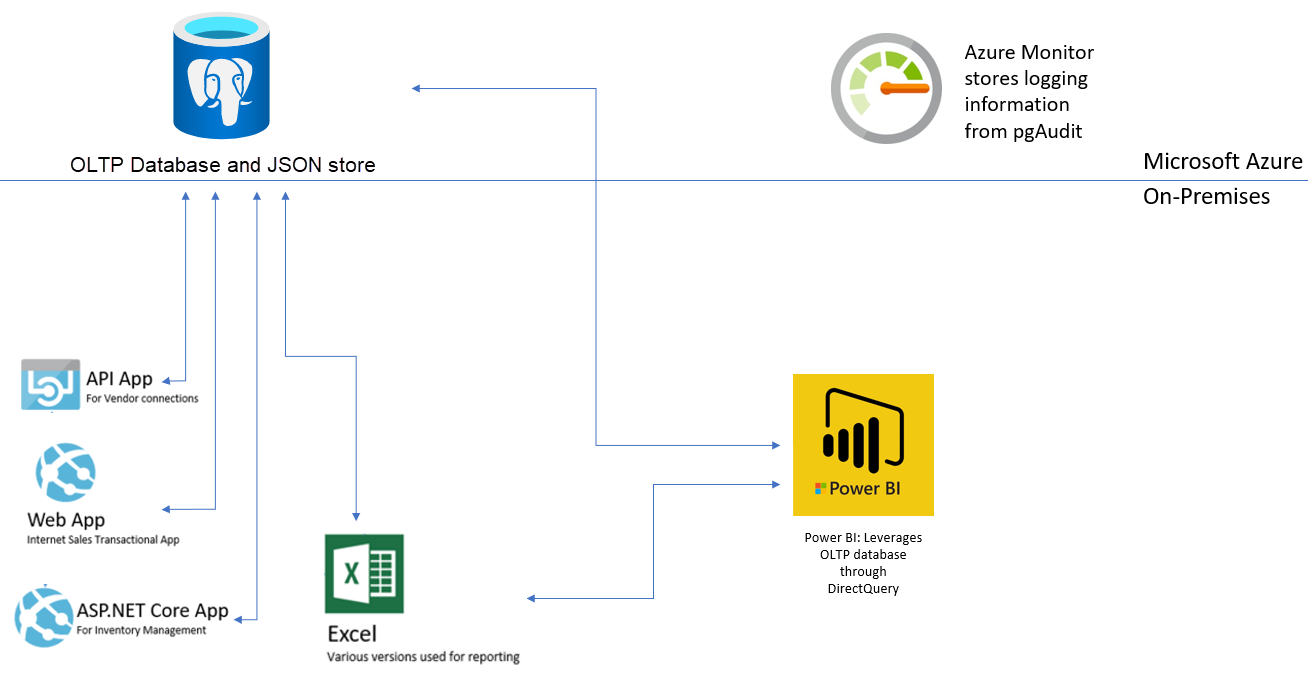 Azure Monitor
stores logging
information
from pgAudit
OLTP Database and JSON store
Microsoft Azure
On-Premises
API App
For Vendor connections
Web App
Internet Sales Transactional App
ASP.NET Core App
For Inventory Management
X
Excel
Various versions used for reporting
Power BI
Power BI: Leverages
OLTP database
through
DirectQuery